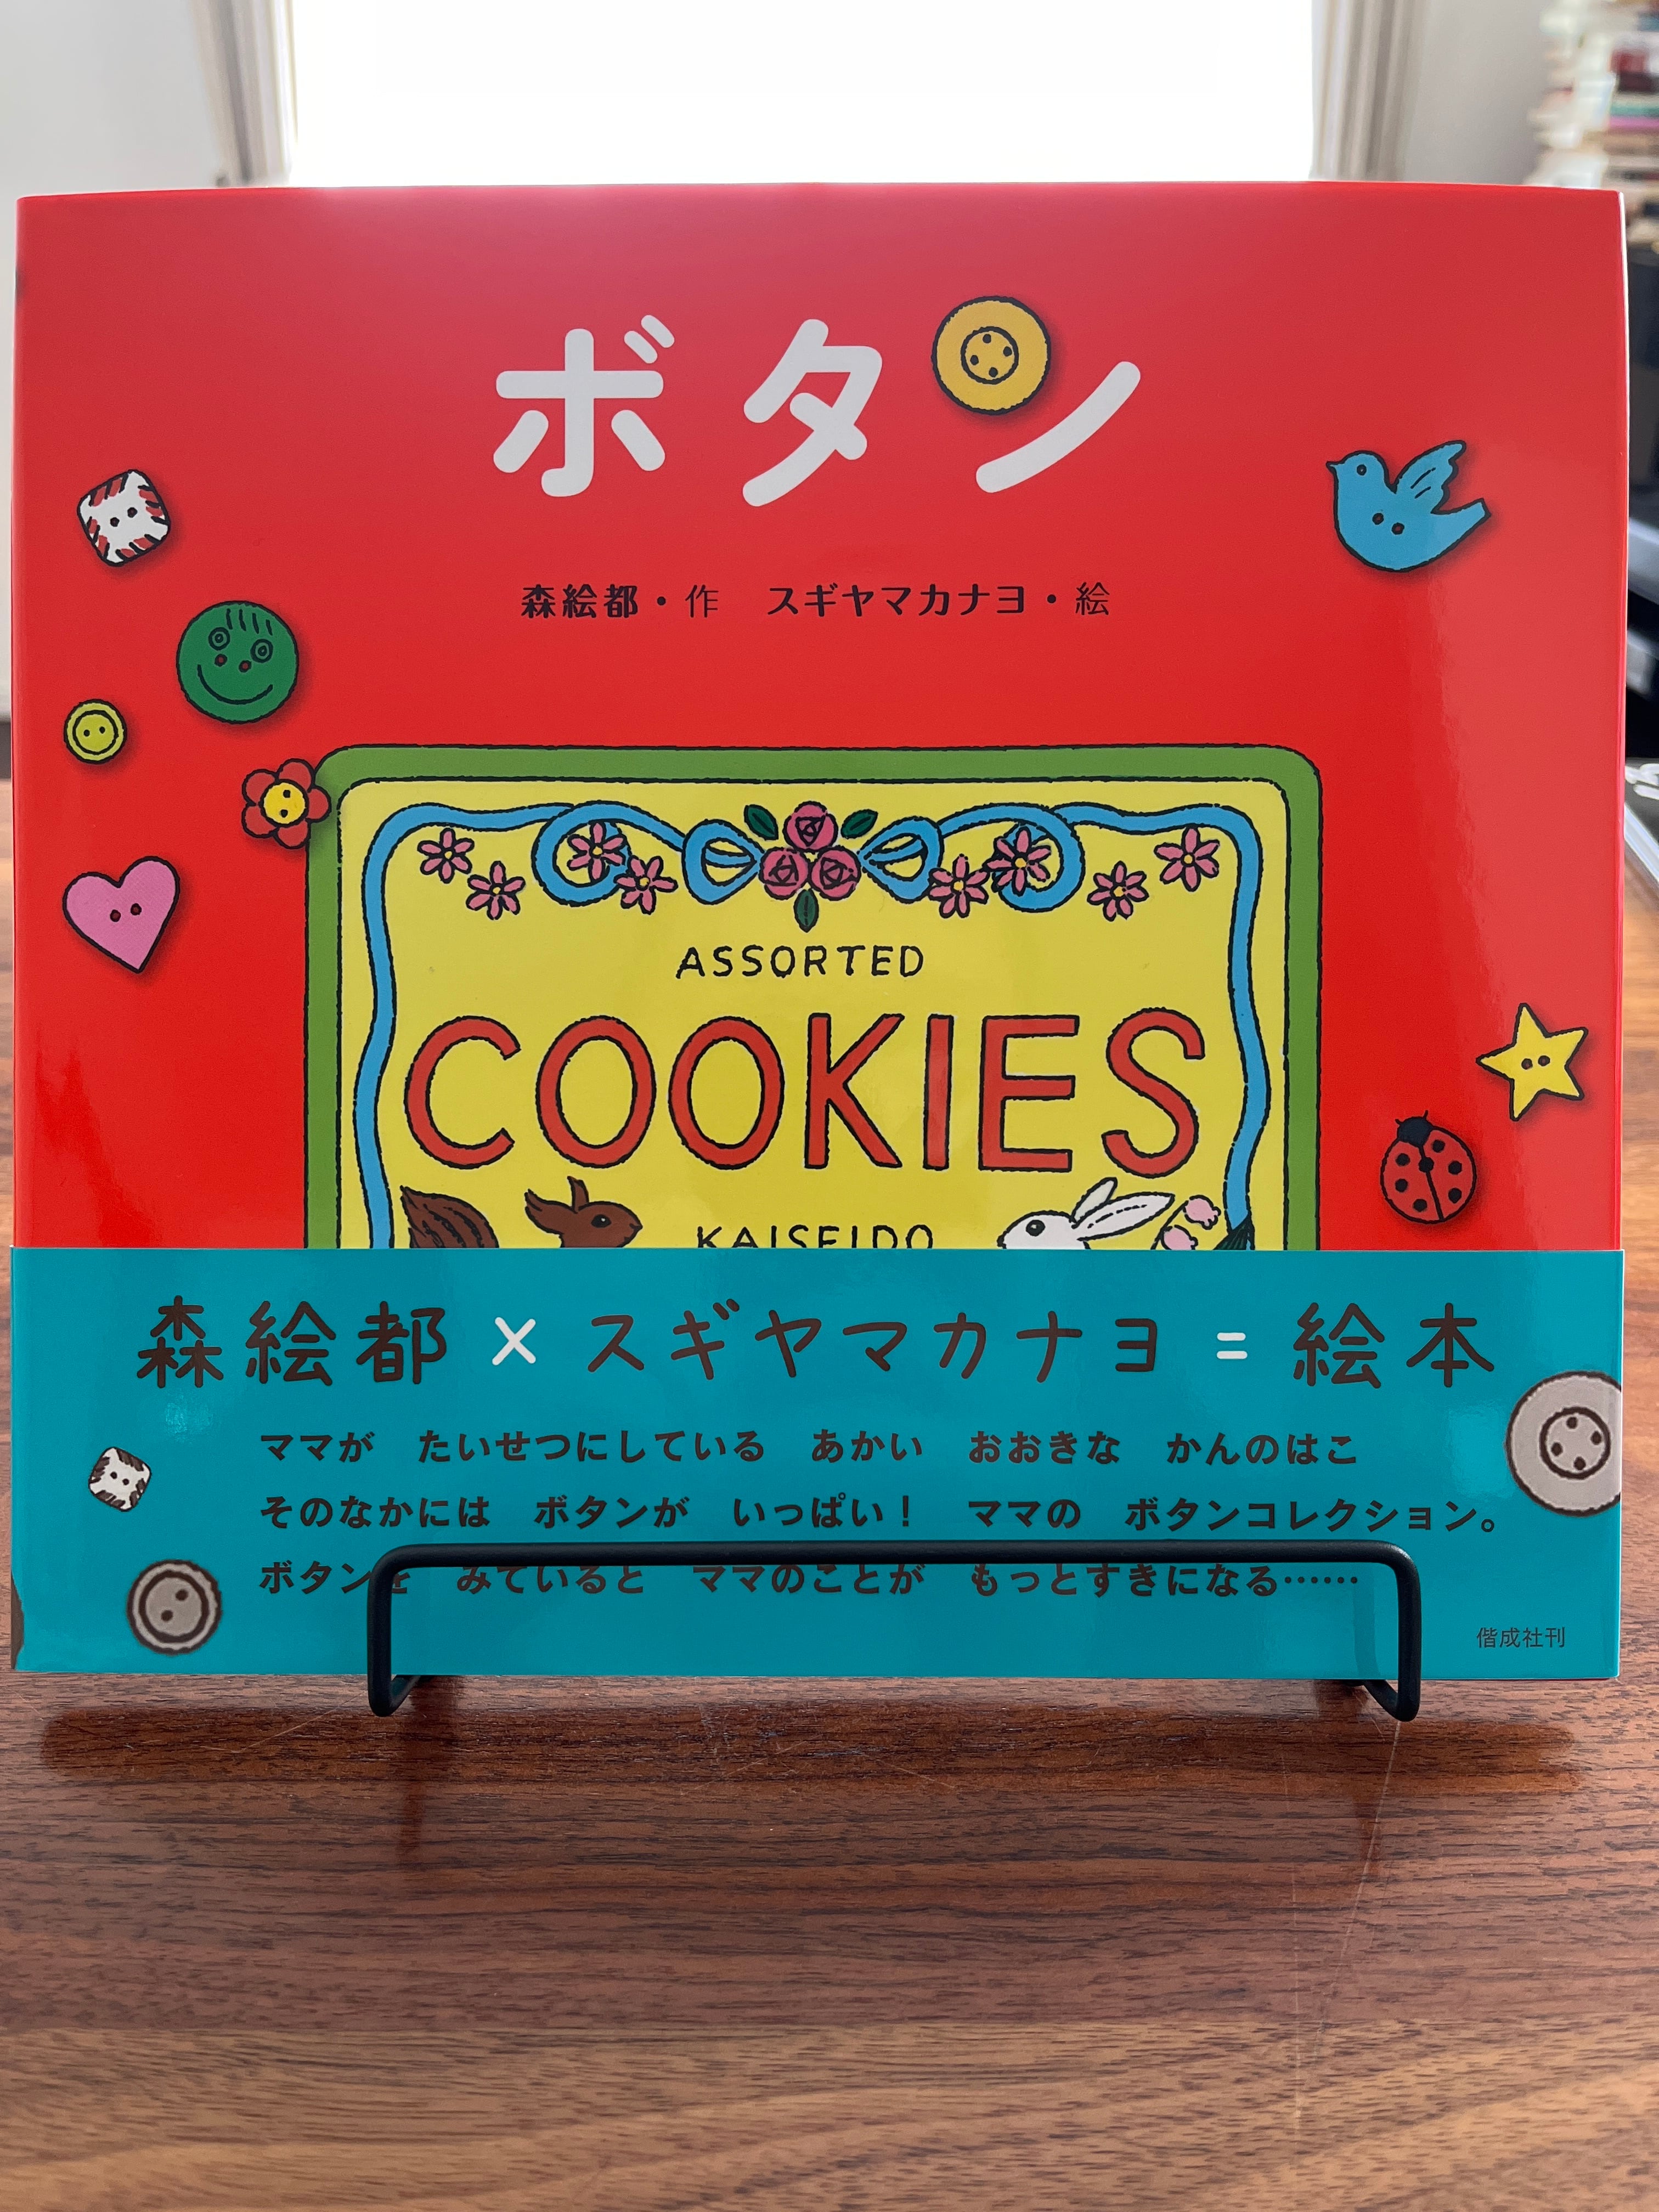 ボタン
森絵都・作　スギヤマカナヨ・絵
ASSORTED
COOKIES
KAISEIDO
森絵都×スギヤマカナヨ=絵本
ママが　たいせつにしている　あかい　おおきな　かんのはこ
そのなかには　ボタンが　いっぱい！　ママの　ボタンコレクション。
ボタンを　みていると　ママのことが　もっとすきになる……
偕成社刊